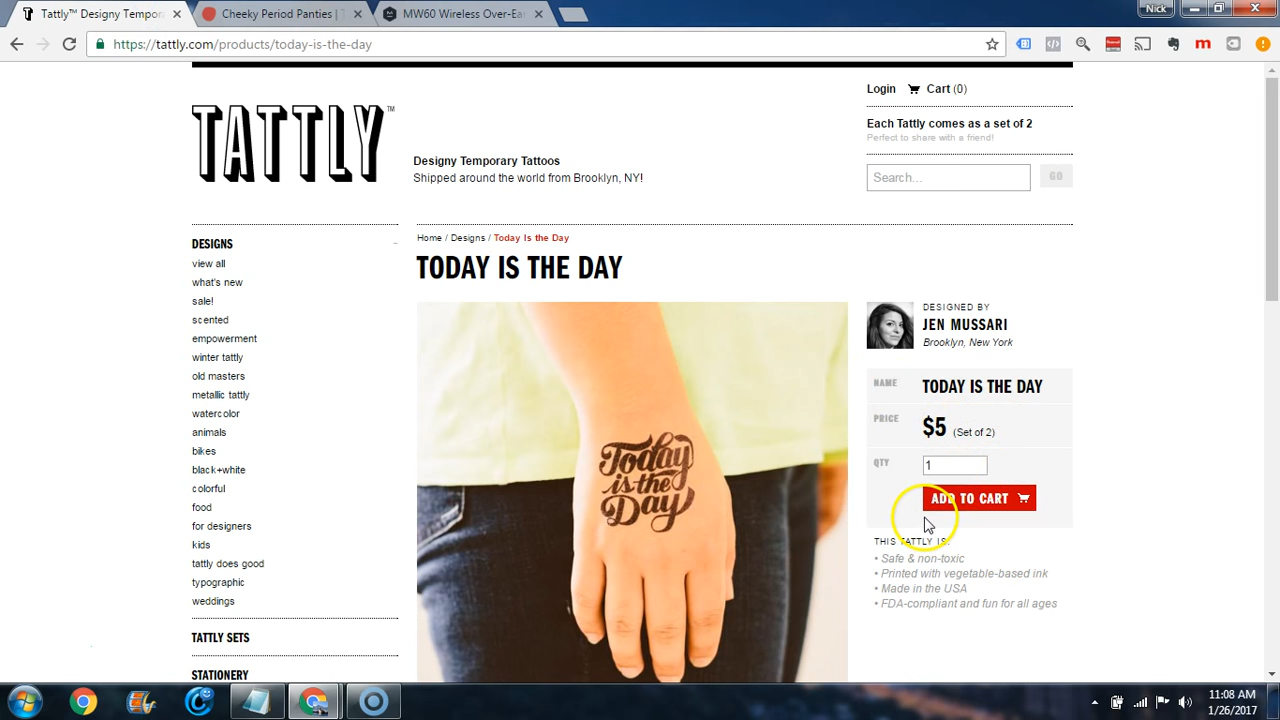 Tattly™ Designy Tempora
Cheeky Period Panties | T
MW60 Wireless Over-Ear
Nick
https://tattly.com/products/today-is-the-day
TATTLY™
Designy Temporary Tattoos
Shipped around the world from Brooklyn, NY!
Login Cart (0)
Each Tattly comes as a set of 2
Perfect to share with a friend!
Search...
GO
DESIGNS
view all
what's new
sale!
scented
empowerment
winter tattly
old masters
metallic tattly
watercolor
animals
bikes
black+white
colorful
food
for designers
kids
tattly does good
typographic
weddings
TATTLY SETS
STATIONERY
Home / Designs / Today Is the Day
TODAY IS THE DAY
Today
is the
Day
DESIGNED BY
JEN MUSSARI
Brooklyn, New York
NAME TODAY IS THE DAY
PRICE $5 (Set of 2)
QTY 1
ADD TO CART
THIS TATTLY IS:
• Safe & non-toxic
• Printed with vegetable-based ink
• Made in the USA
• FDA-compliant and fun for all ages
11:08 AM
1/26/2017